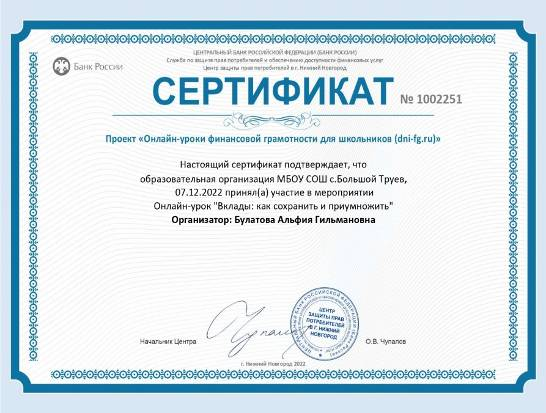 Банк России
ЦЕНТРАЛЬНЫЙ БАНК РОССИЙСКОЙ ФЕДЕРАЦИИ (БАНК РОССИИ)
Служба по защите прав потребителей и обеспечению доступности финансовых услуг
Центр защиты прав потребителей в г. Нижний Новгород
СЕРТИФИКАТ № 1002251
Проект «Онлайн-уроки финансовой грамотности для школьников (dni-fg.ru)»
Настоящий сертификат подтверждает, что
образовательная организация МБОУ СОШ с.Большой Труев,
07.12.2022 принял(а) участие в мероприятии
Онлайн-урок "Вклады: как сохранить и приумножить"
Организатор: Булатова Альфия Гильмановна
ЦЕНТР
ЗАЩИТЫ ПРАВ
ПОТРЕБИТЕЛЕЙ
В Г. НИЖНИЙ
НОВГОРОД
Начальник Центра
О.В. Чупалов
г. Нижний Новгород 2022